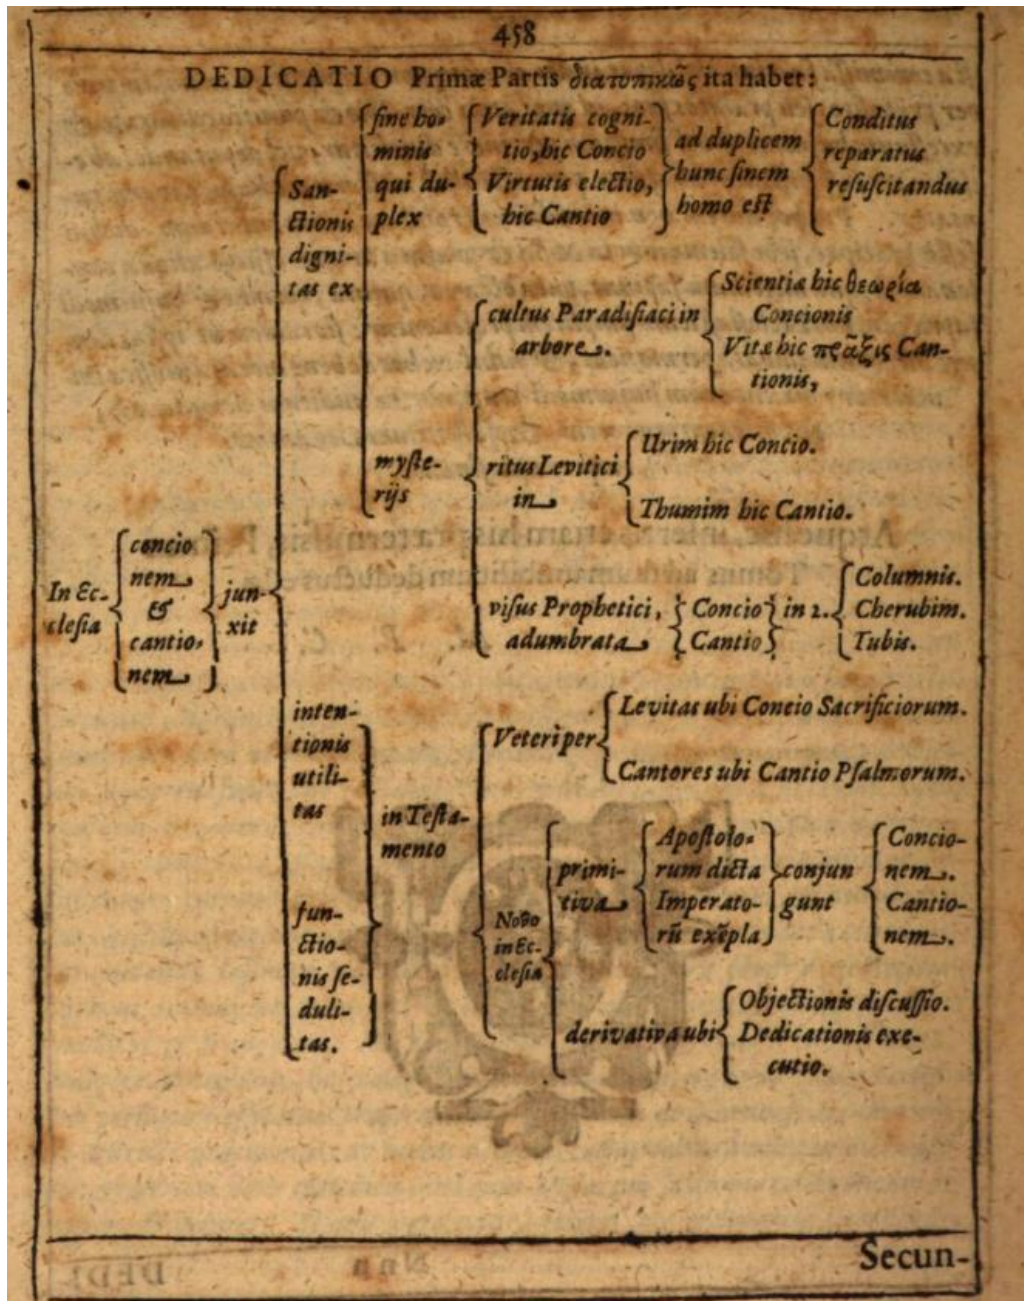 458
DEDICATIO Primæ Partis διατυπικῶς ita habet:
San-
ctionis
digni-
tas ex
fine ho-
minis
qui du-
plex
Veritatis cogni-
tio, hic Concio
Virtutis electio,
hic Cantio
ad duplicem
hunc finem
homo est
Conditus
reparatus
resuscitandus
myste-
rijs
cultus Paradisiaci in
arbore.
Scientiæ hic θεωρία
Concionis
Vitæ hic πρᾶξις Can-
tionis,
ritus Levitici
in
Urim hic Concio.
Thumim hic Cantio.
visus Prophetici,
adumbrata
Concio
Cantio
in 2.
Columnis.
Cherubim.
Tubis.
In Ec-
clesia
concio
nem
&
cantio-
nem
jun-
xit
inten-
tionis
utili-
tas
fun-
ctio-
nis se-
duli-
tas.
in Testa-
mento
Veteri per
Levitas ubi Concio Sacrificiorum.
Cantores ubi Cantio Psalmorum.
Novo
in Ec-
clesia
primi-
tiva
Apostolo-
rum dicta
Imperato-
rū exēpla
conjun
gunt
Concio-
nem.
Cantio-
nem.
derivativa ubi
Objectionis discussio.
Dedicationis exe-
cutio.
Secun-